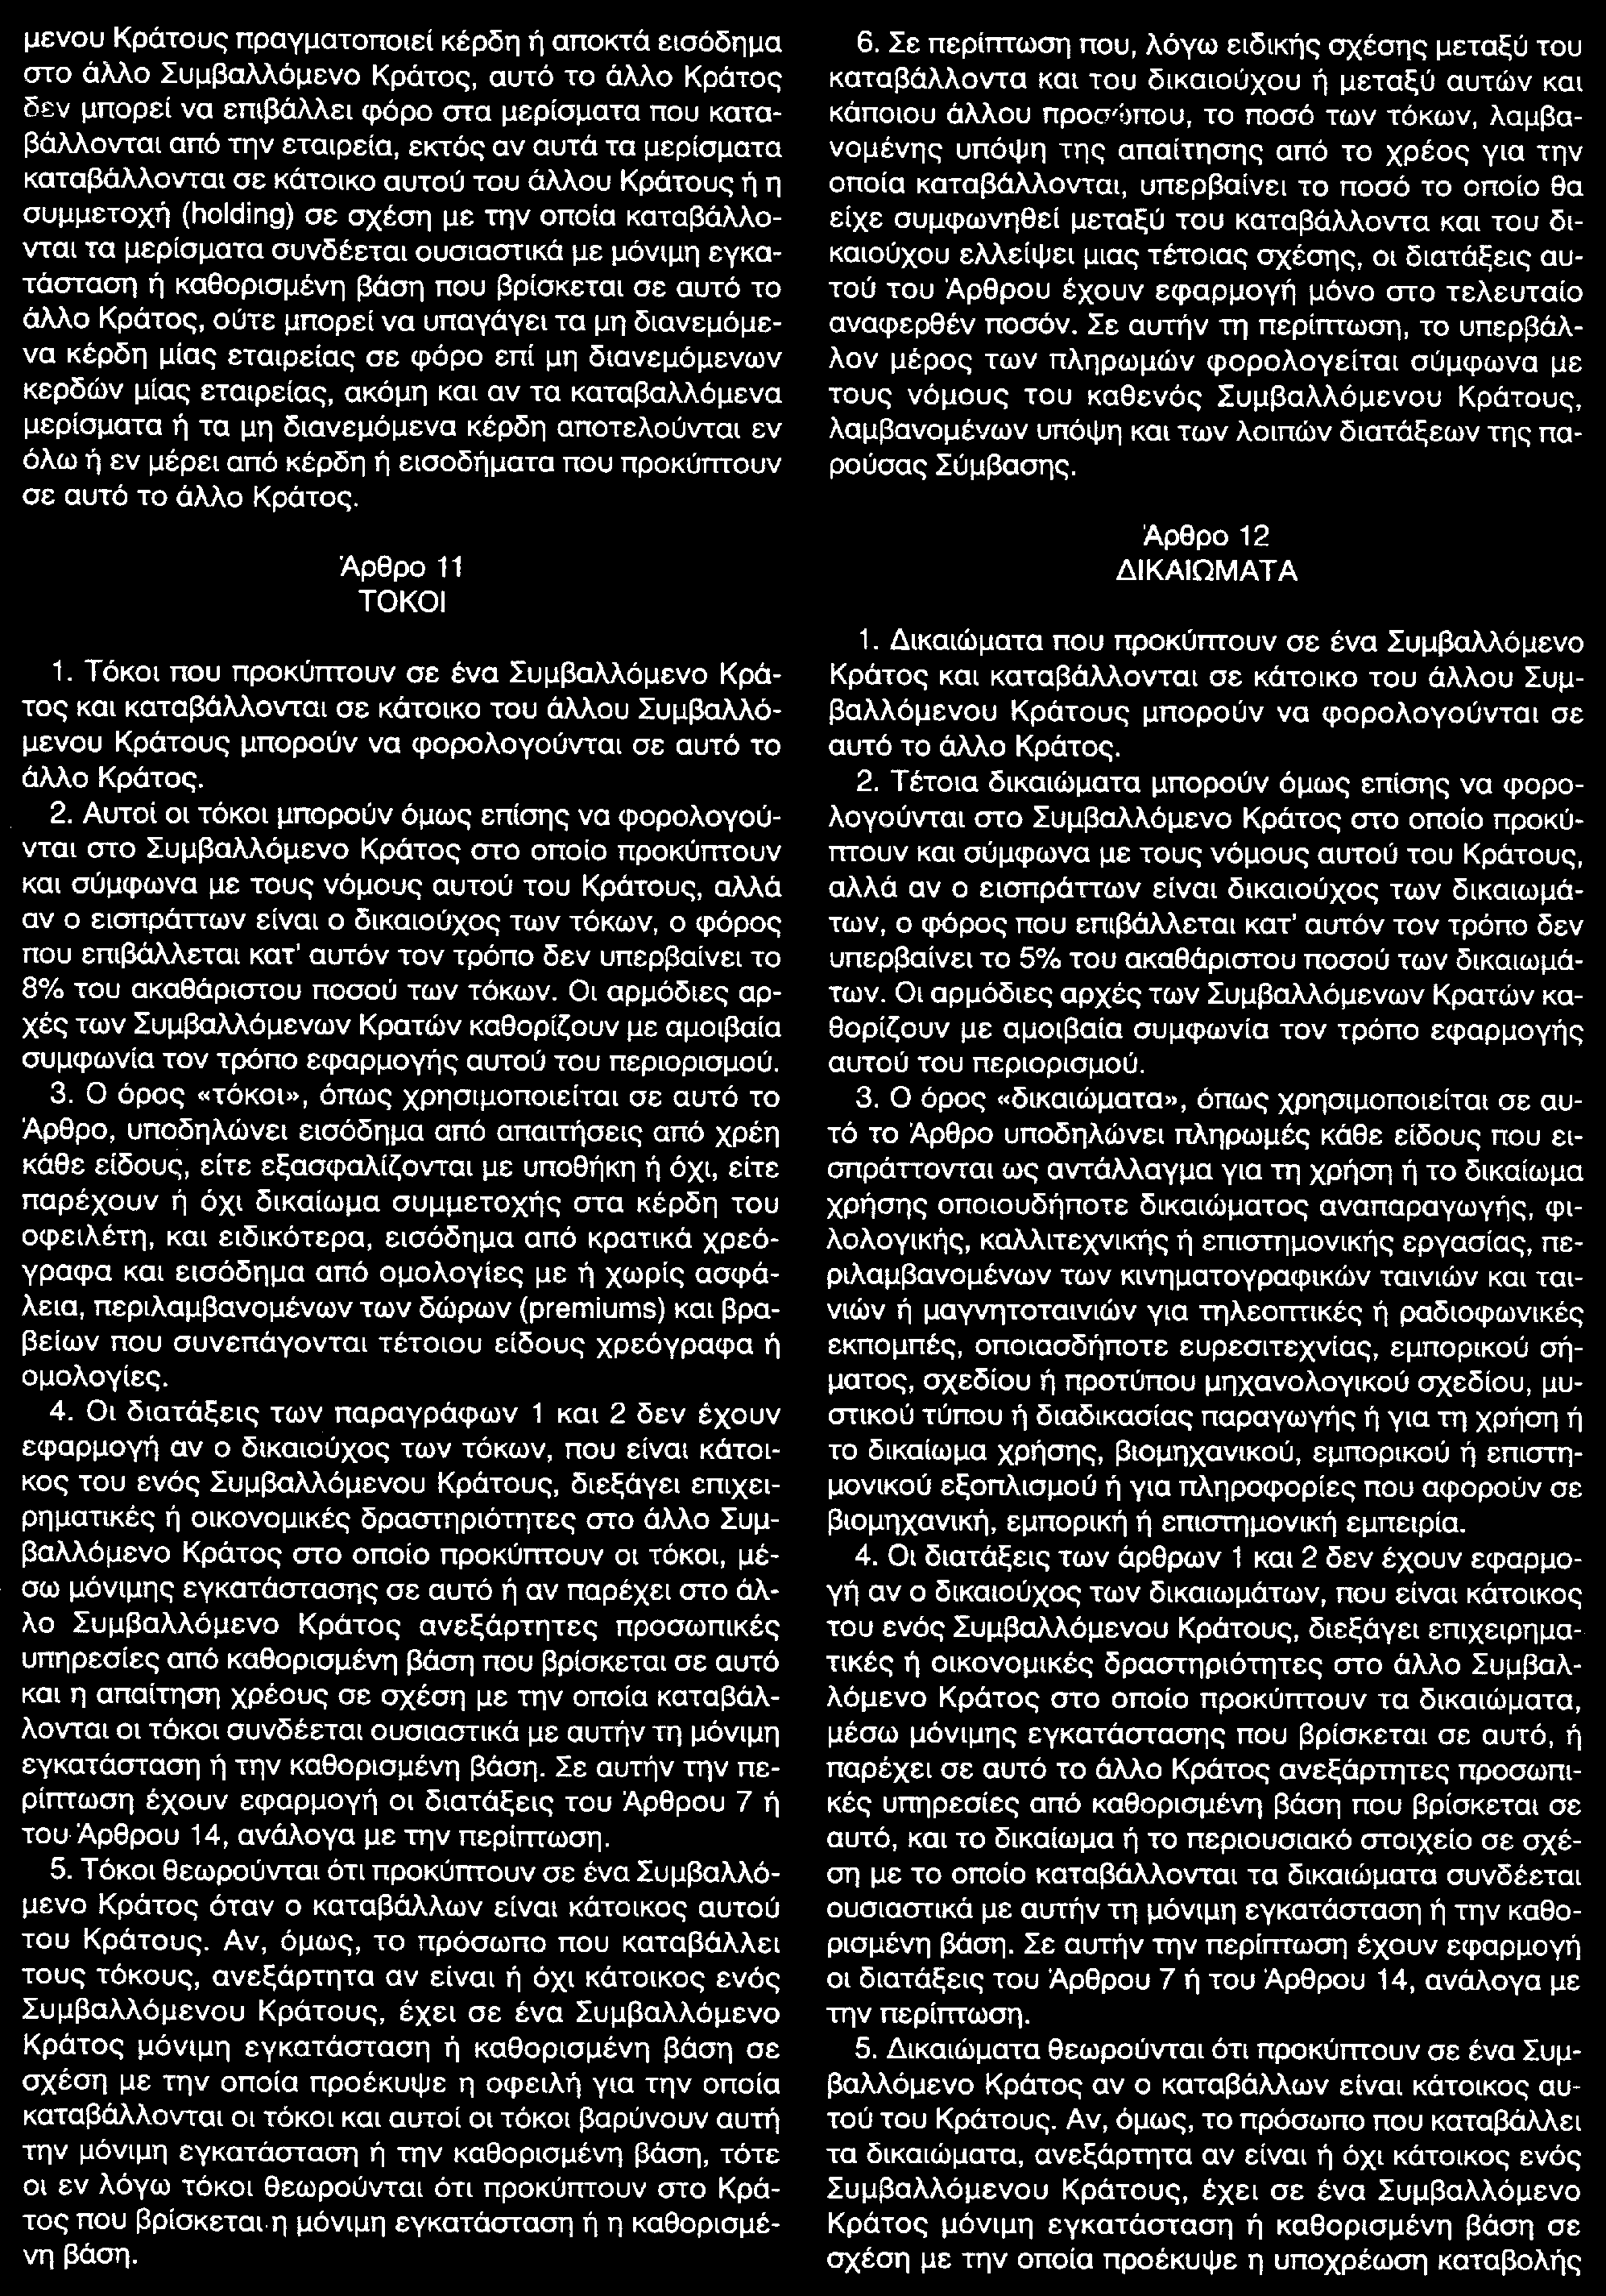 μενου Κράτους πραγματοποιεί κέρδη ή αποκτά εισόδημα
στο άλλο Συμβαλλόμενο Κράτος, αυτό το άλλο Κράτος
δεν μπορεί να επιβάλλει φόρο στα μερίσματα που κατα-
βάλλονται από την εταιρεία, εκτός αν αυτά τα μερίσματα
καταβάλλονται σε κάτοικο αυτού του άλλου Κράτους ή η
συμμετοχή (holding) σε σχέση με την οποία καταβάλλο-
νται τα μερίσματα συνδέεται ουσιαστικά με μόνιμη εγκα-
τάσταση ή καθορισμένη βάση που βρίσκεται σε αυτό το
άλλο Κράτος, ούτε μπορεί να υπαγάγει τα μη διανεμόμε-
να κέρδη μίας εταιρείας σε φόρο επί μη διανεμόμενων
κερδών μίας εταιρείας, ακόμη και αν τα καταβαλλόμενα
μερίσματα ή τα μη διανεμόμενα κέρδη αποτελούνται εν
όλω ή εν μέρει από κέρδη ή εισοδήματα που προκύπτουν
σε αυτό το άλλο Κράτος.
Άρθρο 11
ΤΟΚΟΙ
1. Τόκοι που προκύπτουν σε ένα Συμβαλλόμενο Κρά-
τος και καταβάλλονται σε κάτοικο του άλλου Συμβαλλό-
μενου Κράτους μπορούν να φορολογούνται σε αυτό το
άλλο Κράτος.
2. Αυτοί οι τόκοι μπορούν όμως επίσης να φορολογού-
νται στο Συμβαλλόμενο Κράτος στο οποίο προκύπτουν
και σύμφωνα με τους νόμους αυτού του Κράτους, αλλά
αν ο εισπράττων είναι ο δικαιούχος των τόκων, ο φόρος
που επιβάλλεται κατ' αυτόν τον τρόπο δεν υπερβαίνει το
8% του ακαθάριστου ποσού των τόκων. Οι αρμόδιες αρ-
χές των Συμβαλλόμενων Κρατών καθορίζουν με αμοιβαία
συμφωνία τον τρόπο εφαρμογής αυτού του περιορισμού.
3. Ο όρος «τόκοι», όπως χρησιμοποιείται σε αυτό το
Άρθρο, υποδηλώνει εισόδημα από απαιτήσεις από χρέη
κάθε είδους, είτε εξασφαλίζονται με υποθήκη ή όχι, είτε
παρέχουν ή όχι δικαίωμα συμμετοχής στα κέρδη του
οφειλέτη, και ειδικότερα, εισόδημα από κρατικά χρεό-
γραφα και εισόδημα από ομολογίες με ή χωρίς ασφά-
λεια, περιλαμβανομένων των δώρων (premiums) και βρα-
βείων που συνεπάγονται τέτοιου είδους χρεόγραφα ή
ομολογίες.
4. Οι διατάξεις των παραγράφων 1 και 2 δεν έχουν
εφαρμογή αν ο δικαιούχος των τόκων, που είναι κάτοι-
κος του ενός Συμβαλλόμενου Κράτους, διεξάγει επιχει-
ρηματικές ή οικονομικές δραστηριότητες στο άλλο Συμ-
βαλλόμενο Κράτος στο οποίο προκύπτουν οι τόκοι, μέ-
σω μόνιμης εγκατάστασης σε αυτό ή αν παρέχει στο άλ-
λο Συμβαλλόμενο Κράτος ανεξάρτητες προσωπικές
υπηρεσίες από καθορισμένη βάση που βρίσκεται σε αυτό
και η απαίτηση χρέους σε σχέση με την οποία καταβάλ-
λονται οι τόκοι συνδέεται ουσιαστικά με αυτήν τη μόνιμη
εγκατάσταση ή την καθορισμένη βάση. Σε αυτήν την πε-
ρίπτωση έχουν εφαρμογή οι διατάξεις του Άρθρου 7 ή
του Άρθρου 14, ανάλογα με την περίπτωση.
5. Τόκοι θεωρούνται ότι προκύπτουν σε ένα Συμβαλλό-
μενο Κράτος όταν ο καταβάλλων είναι κάτοικος αυτού
του Κράτους. Αν, όμως, το πρόσωπο που καταβάλλει
τους τόκους, ανεξάρτητα αν είναι ή όχι κάτοικος ενός
Συμβαλλόμενου Κράτους, έχει σε ένα Συμβαλλόμενο
Κράτος μόνιμη εγκατάσταση ή καθορισμένη βάση σε
σχέση με την οποία προέκυψε η οφειλή για την οποία
καταβάλλονται οι τόκοι και αυτοί οι τόκοι βαρύνουν αυτή
την μόνιμη εγκατάσταση ή την καθορισμένη βάση, τότε
οι εν λόγω τόκοι θεωρούνται ότι προκύπτουν στο Κρά-
τος που βρίσκεται η μόνιμη εγκατάσταση ή η καθορισμέ-
νη βάση.
6. Σε περίπτωση που, λόγω ειδικής σχέσης μεταξύ του
καταβάλλοντα και του δικαιούχου ή μεταξύ αυτών και
κάποιου άλλου προσώπου, το ποσό των τόκων, λαμβα-
νομένης υπόψη της απαίτησης από το χρέος για την
οποία καταβάλλονται, υπερβαίνει το ποσό το οποίο θα
είχε συμφωνηθεί μεταξύ του καταβάλλοντα και του δι-
καιούχου ελλείψει μιας τέτοιας σχέσης, οι διατάξεις αυ-
τού του Άρθρου έχουν εφαρμογή μόνο στο τελευταίο
αναφερθέν ποσόν. Σε αυτήν τη περίπτωση, το υπερβάλ-
λον μέρος των πληρωμών φορολογείται σύμφωνα με
τους νόμους του καθενός Συμβαλλόμενου Κράτους,
λαμβανομένων υπόψη και των λοιπών διατάξεων της πα-
ρούσας Σύμβασης.
Άρθρο 12
ΔΙΚΑΙΩΜΑΤΑ
1. Δικαιώματα που προκύπτουν σε ένα Συμβαλλόμενο
Κράτος και καταβάλλονται σε κάτοικο του άλλου Συμ-
βαλλόμενου Κράτους μπορούν να φορολογούνται σε
αυτό το άλλο Κράτος.
2. Τέτοια δικαιώματα μπορούν όμως επίσης να φορο-
λογούνται στο Συμβαλλόμενο Κράτος στο οποίο προκύ-
πτουν και σύμφωνα με τους νόμους αυτού του Κράτους,
αλλά αν ο εισπράττων είναι δικαιούχος των δικαιωμά-
των, ο φόρος που επιβάλλεται κατ' αυτόν τον τρόπο δεν
υπερβαίνει το 5% του ακαθάριστου ποσού των δικαιωμά-
των. Οι αρμόδιες αρχές των Συμβαλλόμενων Κρατών κα-
θορίζουν με αμοιβαία συμφωνία τον τρόπο εφαρμογής
αυτού του περιορισμού.
3. Ο όρος «δικαιώματα», όπως χρησιμοποιείται σε αυ-
τό το Άρθρο υποδηλώνει πληρωμές κάθε είδους που ει-
σπράττονται ως αντάλλαγμα για τη χρήση ή το δικαίωμα
χρήσης οποιουδήποτε δικαιώματος αναπαραγωγής, φι-
λολογικής, καλλιτεχνικής ή επιστημονικής εργασίας, πε-
ριλαμβανομένων των κινηματογραφικών ταινιών και ται-
νιών ή μαγνητοταινιών για τηλεοπτικές ή ραδιοφωνικές
εκπομπές, οποιασδήποτε ευρεσιτεχνίας, εμπορικού σή-
ματος, σχεδίου ή προτύπου μηχανολογικού σχεδίου, μυ-
στικού τύπου ή διαδικασίας παραγωγής ή για τη χρήση ή
το δικαίωμα χρήσης, βιομηχανικού, εμπορικού ή επιστη-
μονικού εξοπλισμού ή για πληροφορίες που αφορούν σε
βιομηχανική, εμπορική ή επιστημονική εμπειρία.
4. Οι διατάξεις των άρθρων 1 και 2 δεν έχουν εφαρμο-
γή αν ο δικαιούχος των δικαιωμάτων, που είναι κάτοικος
του ενός Συμβαλλόμενου Κράτους, διεξάγει επιχειρημα-
τικές ή οικονομικές δραστηριότητες στο άλλο Συμβαλ-
λόμενο Κράτος στο οποίο προκύπτουν τα δικαιώματα,
μέσω μόνιμης εγκατάστασης που βρίσκεται σε αυτό, ή
παρέχει σε αυτό το άλλο Κράτος ανεξάρτητες προσωπι-
κές υπηρεσίες από καθορισμένη βάση που βρίσκεται σε
αυτό, και το δικαίωμα ή το περιουσιακό στοιχείο σε σχέ-
ση με το οποίο καταβάλλονται τα δικαιώματα συνδέεται
ουσιαστικά με αυτήν τη μόνιμη εγκατάσταση ή την καθο-
ρισμένη βάση. Σε αυτήν την περίπτωση έχουν εφαρμογή
οι διατάξεις του Άρθρου 7 ή του Άρθρου 14, ανάλογα με
την περίπτωση.
5. Δικαιώματα θεωρούνται ότι προκύπτουν σε ένα Συμ-
βαλλόμενο Κράτος αν ο καταβάλλων είναι κάτοικος αυ-
τού του Κράτους. Αν, όμως, το πρόσωπο που καταβάλλει
τα δικαιώματα, ανεξάρτητα αν είναι ή όχι κάτοικος ενός
Συμβαλλόμενου Κράτους, έχει σε ένα Συμβαλλόμενο
Κράτος μόνιμη εγκατάσταση ή καθορισμένη βάση σε
σχέση με την οποία προέκυψε η υποχρέωση καταβολής